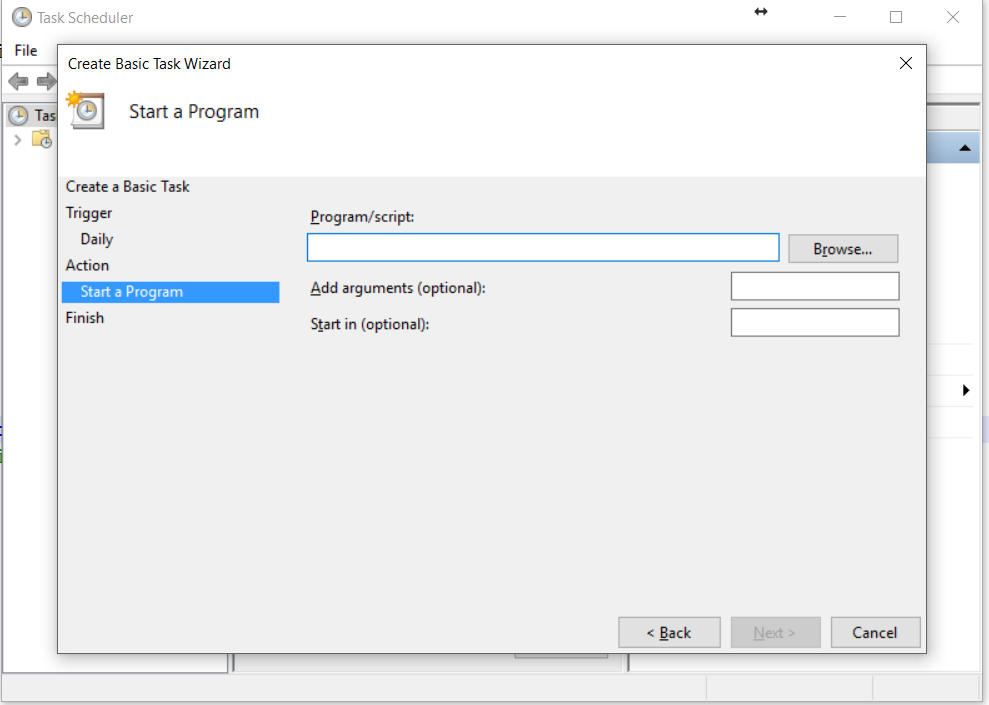 Task Scheduler
File
Create Basic Task Wizard
Start a Program
Tas
Create a Basic Task
Trigger
Daily
Action
Start a Program
Finish
Program/script:
Browse...
Add arguments (optional):
Start in (optional):
< Back
Next >
Cancel